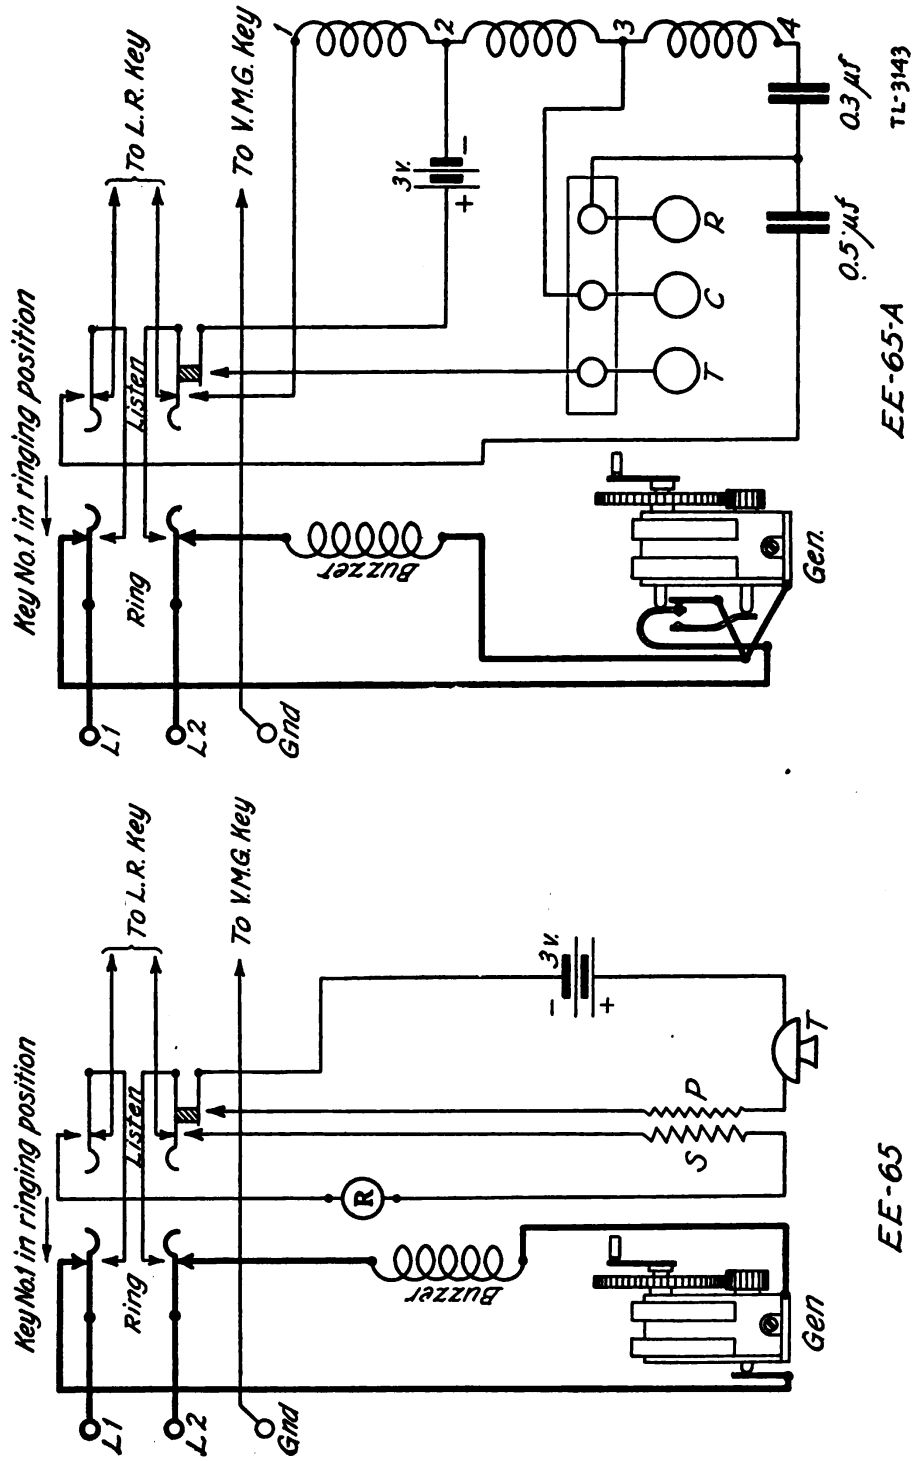 Key No.1 in ringing position
L1
L2
Gnd
Ring
Listen
To L.R. Key
To V.M.G. Key
Buzzer
R
S
P
3 v.
-
+
T
Gen
EE-65
Key No.1 in ringing position
L1
L2
Gnd
Ring
Listen
To L.R. Key
To V.M.G. Key
Buzzer
3 v.
+
-
1
2
3
4
T
C
R
0.5 µf
0.3 µf
Gen.
EE-65-A
TL-3143